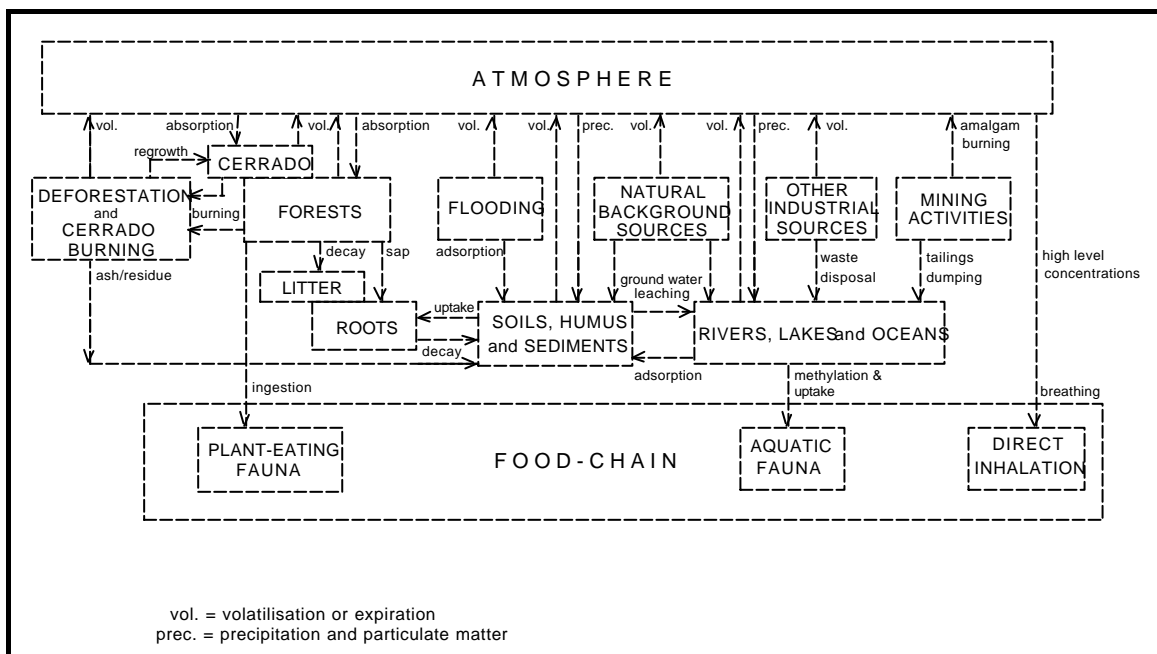 ATMOSPHERE
vol.
absorption
vol.
absorption
vol.
vol.
prec.
vol.
vol.
prec.
vol.
amalgam
burning
regrowth
CERRADO
DEFORESTATION
and
CERRADO
BURNING
burning
FORESTS
FLOODING
NATURAL
BACKGROUND
SOURCES
OTHER
INDUSTRIAL
SOURCES
MINING
ACTIVITIES
ash/residue
decay
sap
adsorption
waste
disposal
tailings
dumping
high level
concentrations
LITTER
ground water
leaching
uptake
ROOTS
SOILS, HUMUS
and SEDIMENTS
RIVERS, LAKES and OCEANS
decay
adsorption
ingestion
methylation &
uptake
breathing
PLANT-EATING
FAUNA
FOOD-CHAIN
AQUATIC
FAUNA
DIRECT
INHALATION
vol. = volatilisation or expiration
prec. = precipitation and particulate matter